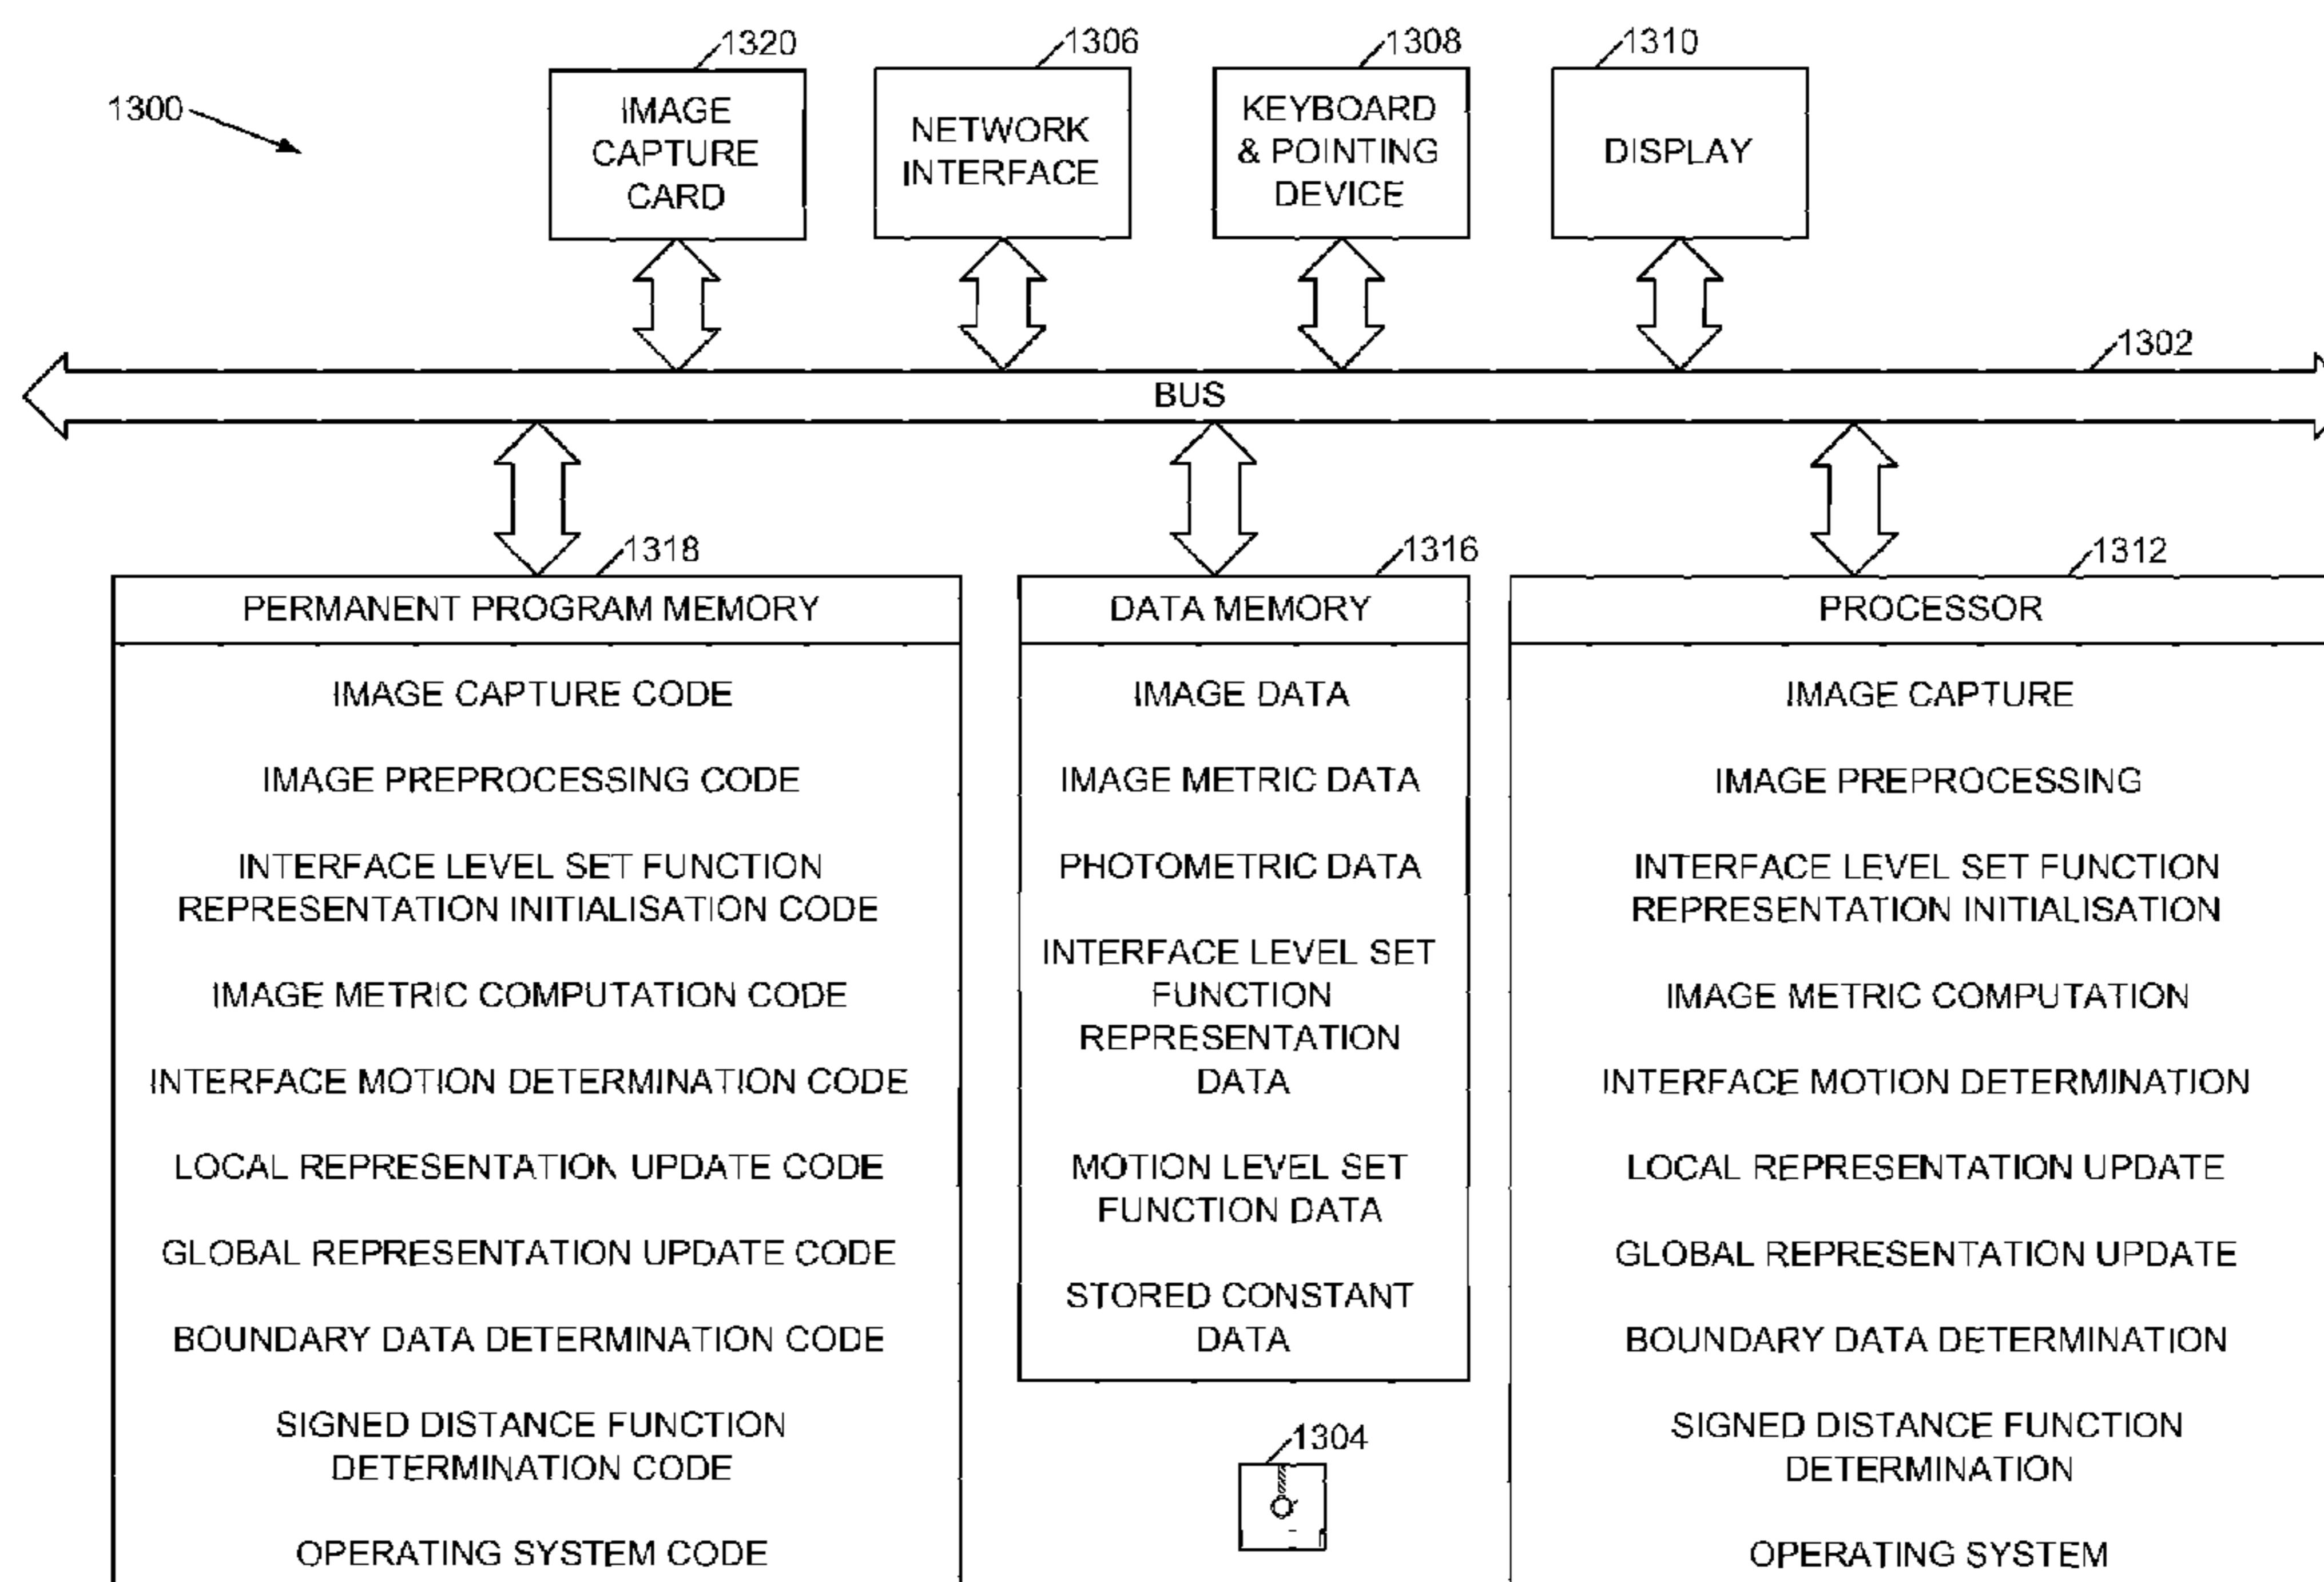 1320
1306
1308
1310
1300
IMAGE
CAPTURE
CARD
NETWORK
INTERFACE
KEYBOARD
& POINTING
DEVICE
DISPLAY
1302
BUS
1318
1316
1312
PERMANENT PROGRAM MEMORY
IMAGE CAPTURE CODE
IMAGE PREPROCESSING CODE
INTERFACE LEVEL SET FUNCTION
REPRESENTATION INITIALISATION CODE
IMAGE METRIC COMPUTATION CODE
INTERFACE MOTION DETERMINATION CODE
LOCAL REPRESENTATION UPDATE CODE
GLOBAL REPRESENTATION UPDATE CODE
BOUNDARY DATA DETERMINATION CODE
SIGNED DISTANCE FUNCTION
DETERMINATION CODE
OPERATING SYSTEM CODE
DATA MEMORY
IMAGE DATA
IMAGE METRIC DATA
PHOTOMETRIC DATA
INTERFACE LEVEL SET
FUNCTION
REPRESENTATION
DATA
MOTION LEVEL SET
FUNCTION DATA
STORED CONSTANT
DATA
1304
PROCESSOR
IMAGE CAPTURE
IMAGE PREPROCESSING
INTERFACE LEVEL SET FUNCTION
REPRESENTATION INITIALISATION
IMAGE METRIC COMPUTATION
INTERFACE MOTION DETERMINATION
LOCAL REPRESENTATION UPDATE
GLOBAL REPRESENTATION UPDATE
BOUNDARY DATA DETERMINATION
SIGNED DISTANCE FUNCTION
DETERMINATION
OPERATING SYSTEM